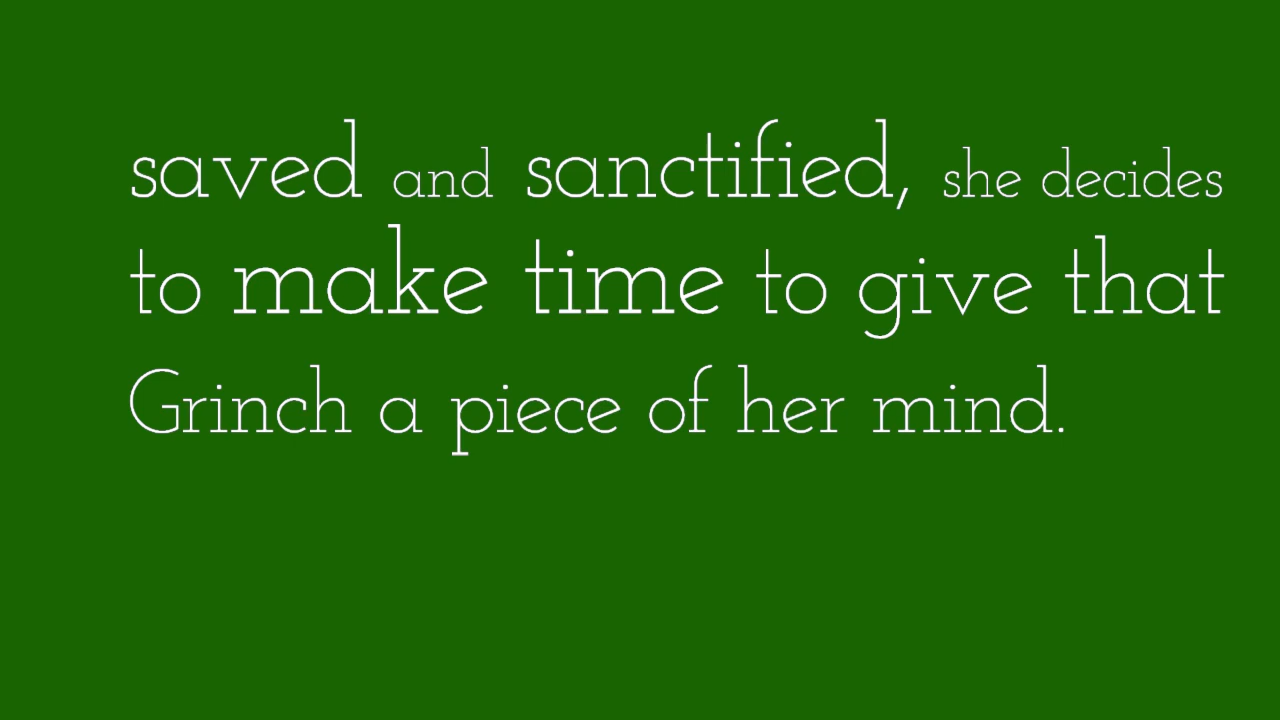 saved and sanctified, she decides
to make time to give that
Grinch a piece of her mind.